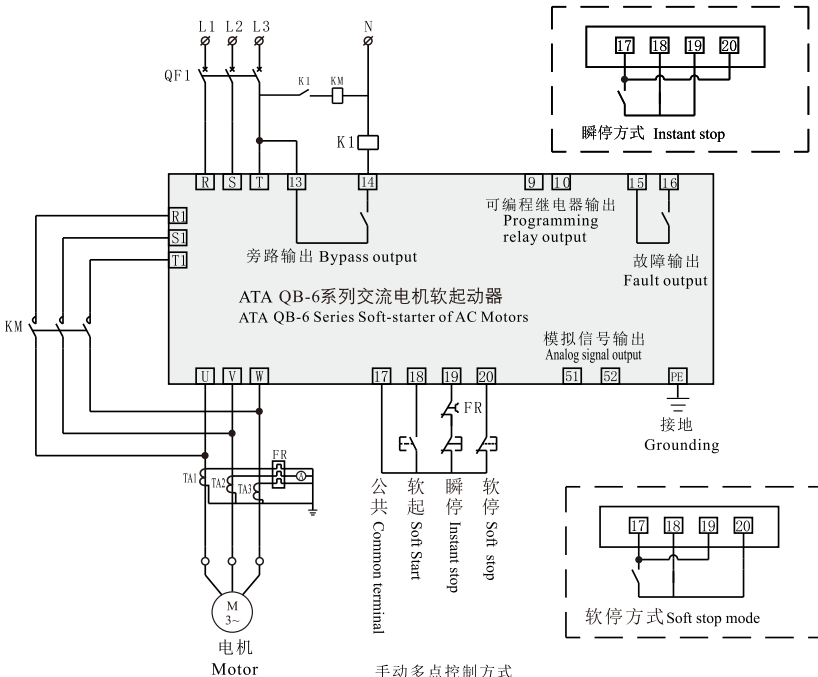 L1 L2 L3 N
QF1
K1 KM
K1
17 18 19 20
瞬停方式 Instant stop
R S T 13 14 9 10 15 16
R1
S1
T1
可编程继电器输出
Programming
relay output
旁路输出 Bypass output
故障输出
Fault output
ATA QB-6系列交流电机软起动器
ATA QB-6 Series Soft-starter of AC Motors
KM
模拟信号输出
Analog signal output
U V W 17 18 19 20 51 52 PE
FR
接地
Grounding
FR
TA1 TA2 TA3
A
公共 Common terminal
软起 Soft Start
瞬停 Instant stop
软停 Soft stop
17 18 19 20
软停方式 Soft stop mode
M
3~
电机
Motor
手动多点控制方式